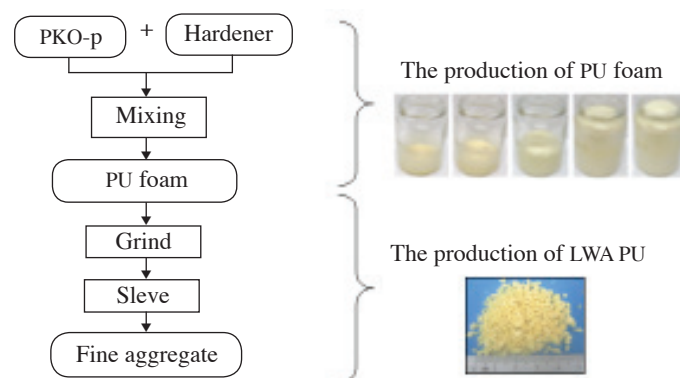 PKO-p + Hardener
Mixing
PU foam
Grind
Sleve
Fine aggregate
The production of PU foam
The production of LWA PU